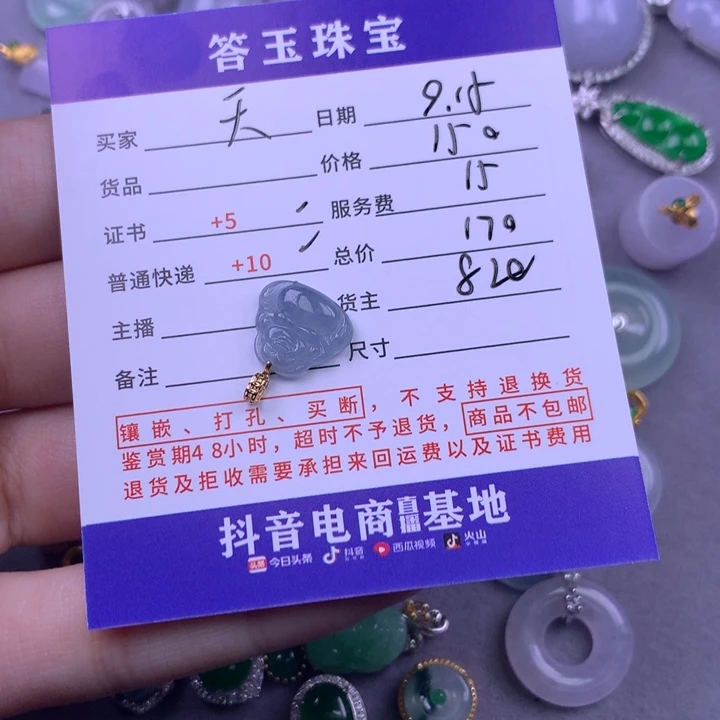 答玉珠宝
买家 天 日期 9.15
货品 价格 150
证书 +5 服务费 15
普通快递 +10 总价 170
主播 货主 820
备注 尺寸
镶嵌、打孔、买断，不支持退换货
鉴赏期48小时，超时不予退货，商品不包邮
退货及拒收需要承担来回运费以及证书费用
抖音电商直播基地
头条 今日头条 抖音 西瓜视频 火山